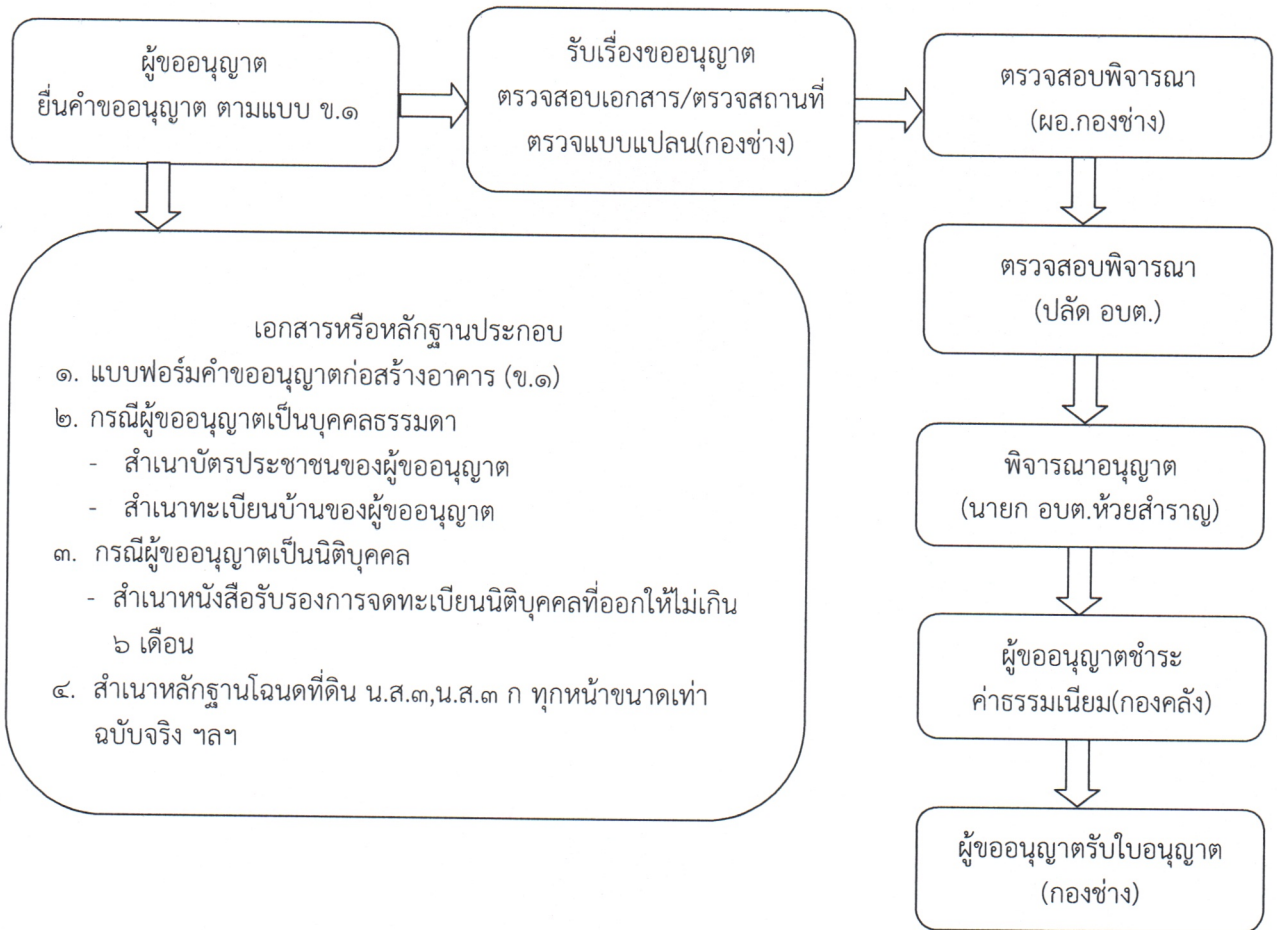 ผู้ขออนุญาต
ยื่นคำขออนุญาต ตามแบบ ข.๑
รับเรื่องขออนุญาต
ตรวจสอบเอกสาร/ตรวจสถานที่
ตรวจแบบแปลน(กองช่าง)
ตรวจสอบพิจารณา
(ผอ.กองช่าง)
ตรวจสอบพิจารณา
(ปลัด อบต.)
พิจารณาอนุญาต
(นายก อบต.ห้วยสำราญ)
ผู้ขออนุญาตชำระ
ค่าธรรมเนียม(กองคลัง)
ผู้ขออนุญาตรับใบอนุญาต
(กองช่าง)
เอกสารหรือหลักฐานประกอบ
๑. แบบฟอร์มคำขออนุญาตก่อสร้างอาคาร (ข.๑)
๒. กรณีผู้ขออนุญาตเป็นบุคคลธรรมดา
- สำเนาบัตรประชาชนของผู้ขออนุญาต
- สำเนาทะเบียนบ้านของผู้ขออนุญาต
๓. กรณีผู้ขออนุญาตเป็นนิติบุคคล
- สำเนาหนังสือรับรองการจดทะเบียนนิติบุคคลที่ออกให้ไม่เกิน
๖ เดือน
๔. สำเนาหลักฐานโฉนดที่ดิน น.ส.๓,น.ส.๓ ก ทุกหน้าขนาดเท่า
ฉบับจริง ฯลฯ